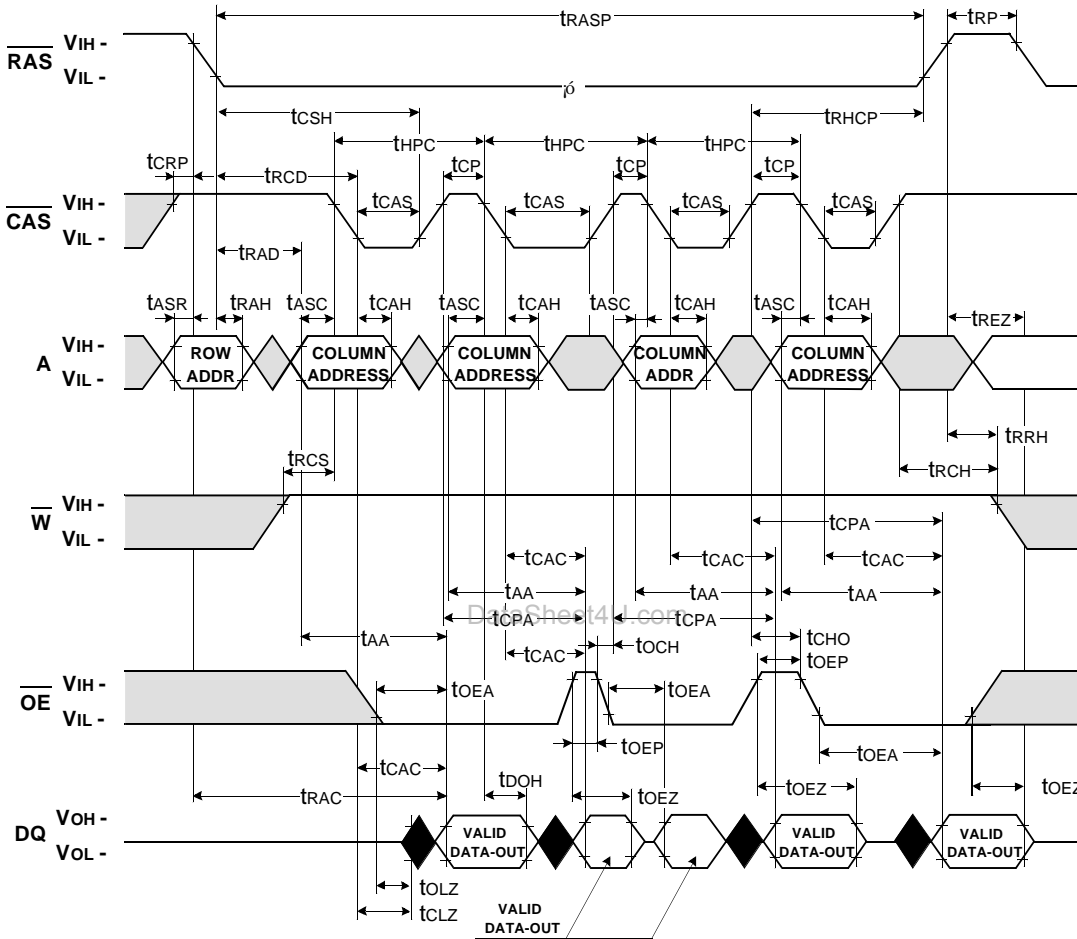 tRASP
tRP
RAS
VIH -
VIL -
ó
tCSH
tRHCP
tHPC
tHPC
tHPC
tCRP
tRCD
tCP
tCP
tCP
CAS
VIH -
VIL -
tCAS
tCAS
tCAS
tCAS
tRAD
tASR
tRAH
tASC
tCAH
tASC
tCAH
tASC
tCAH
tASC
tCAH
tREZ
A
VIH -
VIL -
ROW
ADDR
COLUMN
ADDRESS
COLUMN
ADDRESS
COLUMN
ADDR
COLUMN
ADDRESS
tRRH
tRCS
tRCH
W
VIH -
VIL -
tCPA
tCAC
tCAC
tCAC
tAA
tAA
tAA
DataSheet4U.com
tCPA
tCPA
tAA
tCAC
tOCH
tCHO
tOEP
OE
VIH -
VIL -
tOEA
tOEA
tOEP
tOEA
tCAC
tRAC
tDOH
tOEZ
tOEZ
tOEZ
DQ
VOH -
VOL -
VALID
DATA-OUT
VALID
DATA-OUT
VALID
DATA-OUT
tOLZ
tCLZ
VALID
DATA-OUT